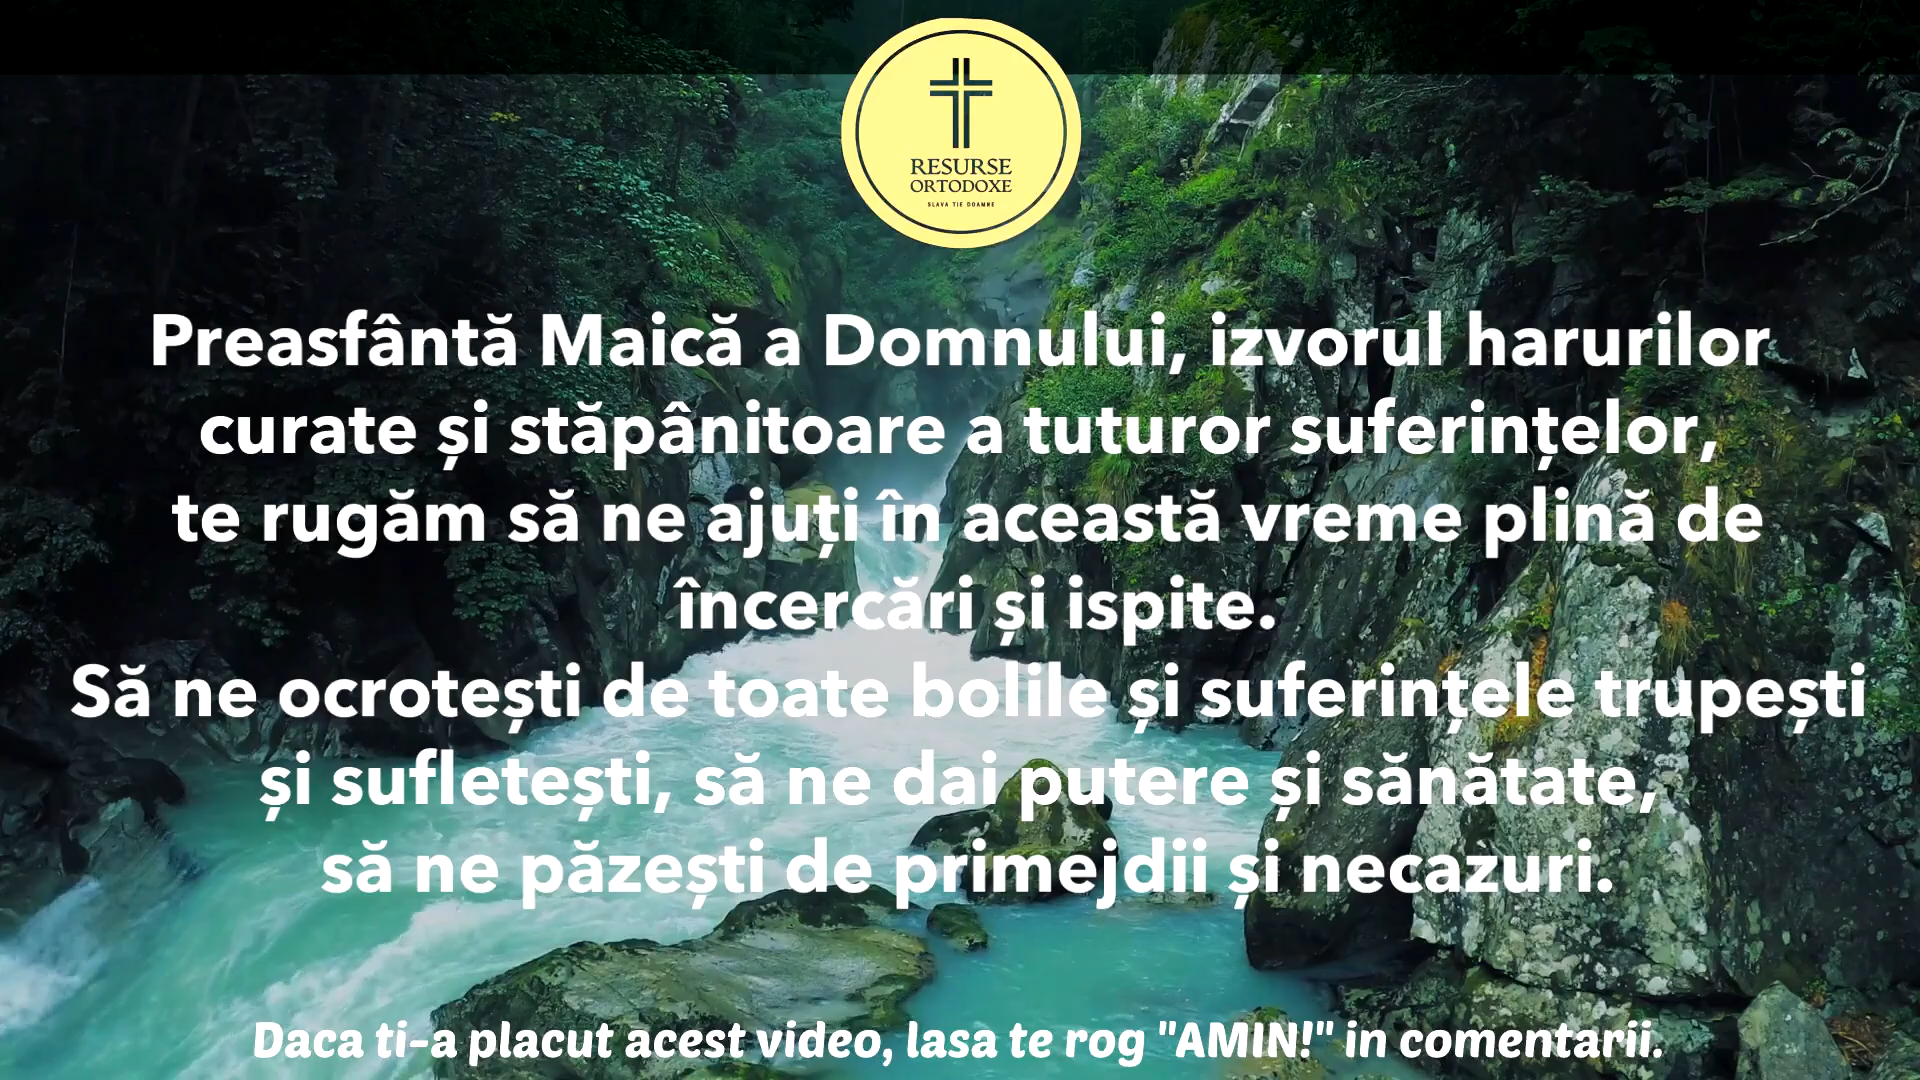 RESURSE
ORTODOXE
SLAVA TIE DOAMNE
Preasfântă Maică a Domnului, izvorul harurilor
curate și stăpânitoare a tuturor suferințelor,
te rugăm să ne ajuți în această vreme plină de
încercări și ispite.
Să ne ocrotești de toate bolile și suferințele trupești
și sufletești, să ne dai putere și sănătate,
să ne păzești de primejdii și necazuri.
Daca ti-a placut acest video, lasa te rog "AMIN!" in comentarii.